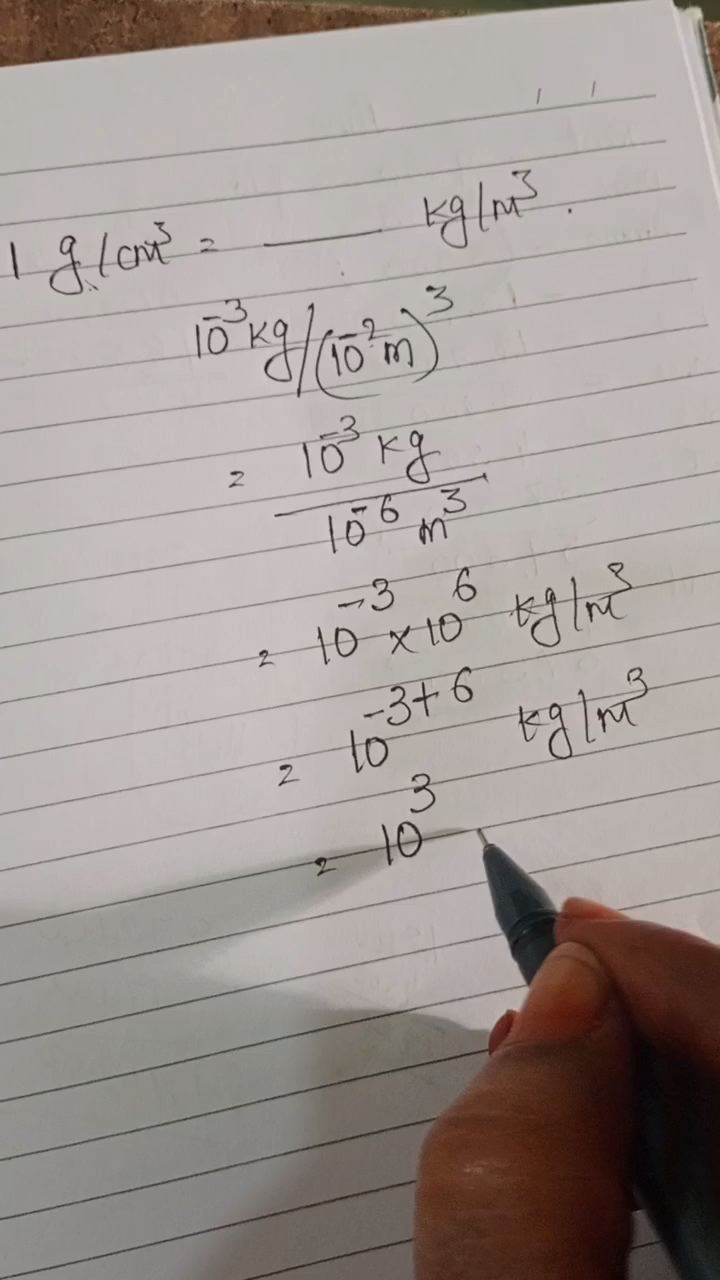 1 g/cm³ = ____ kg/m³.
10⁻³ kg/(10⁻² m)³
= 10⁻³ kg
10⁻⁶ m³
= 10⁻³ × 10⁶ kg/m³
= 10⁻³⁺⁶ kg/m³
= 10³